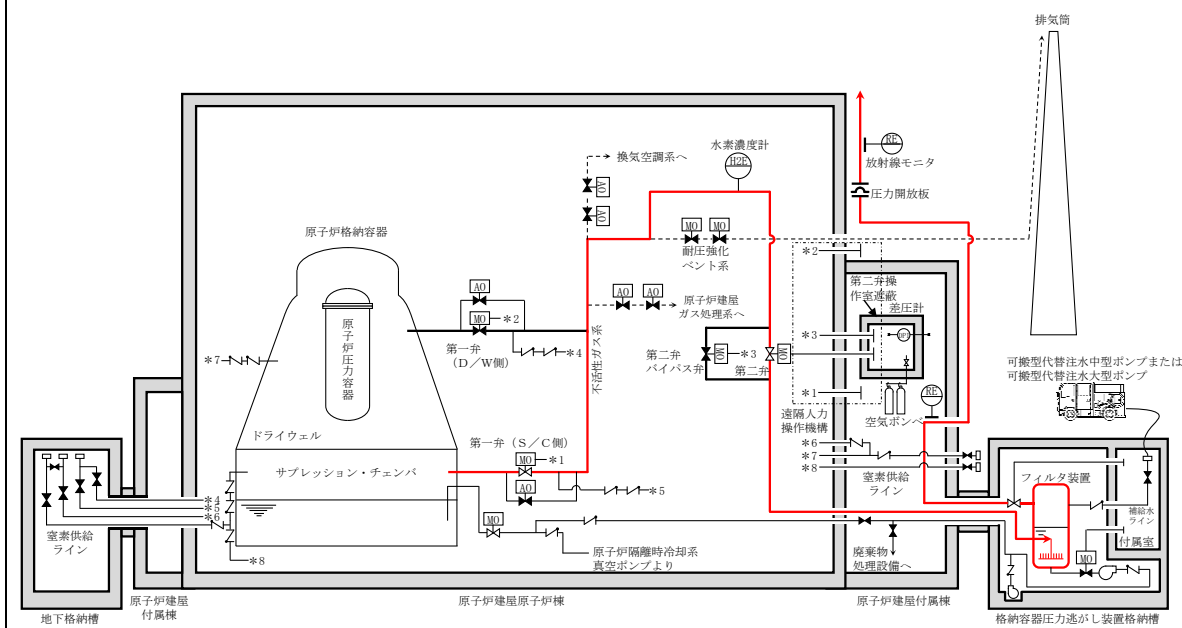 排気筒
水素濃度計
H2E
RE
放射線モニタ
圧力開放板
換気空調系へ
AO
AO
原子炉格納容器
原子炉圧力容器
MO
MO
耐圧強化
ベント系
*2
第二弁操
作室遮蔽
差圧計
DPI
AO
MO
*2
第一弁
(D/W側)
*4
AO
AO
原子炉建屋
ガス処理系へ
不活性ガス系
第二弁
バイパス弁
MO
*3
MO
第二弁
*3
*1
遠隔人力
操作機構
空気ボンベ
RE
可搬型代替注水中型ポンプまたは
可搬型代替注水大型ポンプ
*7
ドライウェル
サプレッション・チェンバ
第一弁(S/C側)
MO
*1
AO
*5
*6
*7
*8
窒素供給
ライン
フィルタ装置
補給水
ライン
付属室
MO
*4
*5
*6
窒素供給
ライン
*8
MO
原子炉隔離時冷却系
真空ポンプより
廃棄物
処理設備へ
地下格納槽
原子炉建屋
付属棟
原子炉建屋原子炉棟
原子炉建屋付属棟
格納容器圧力逃がし装置格納槽